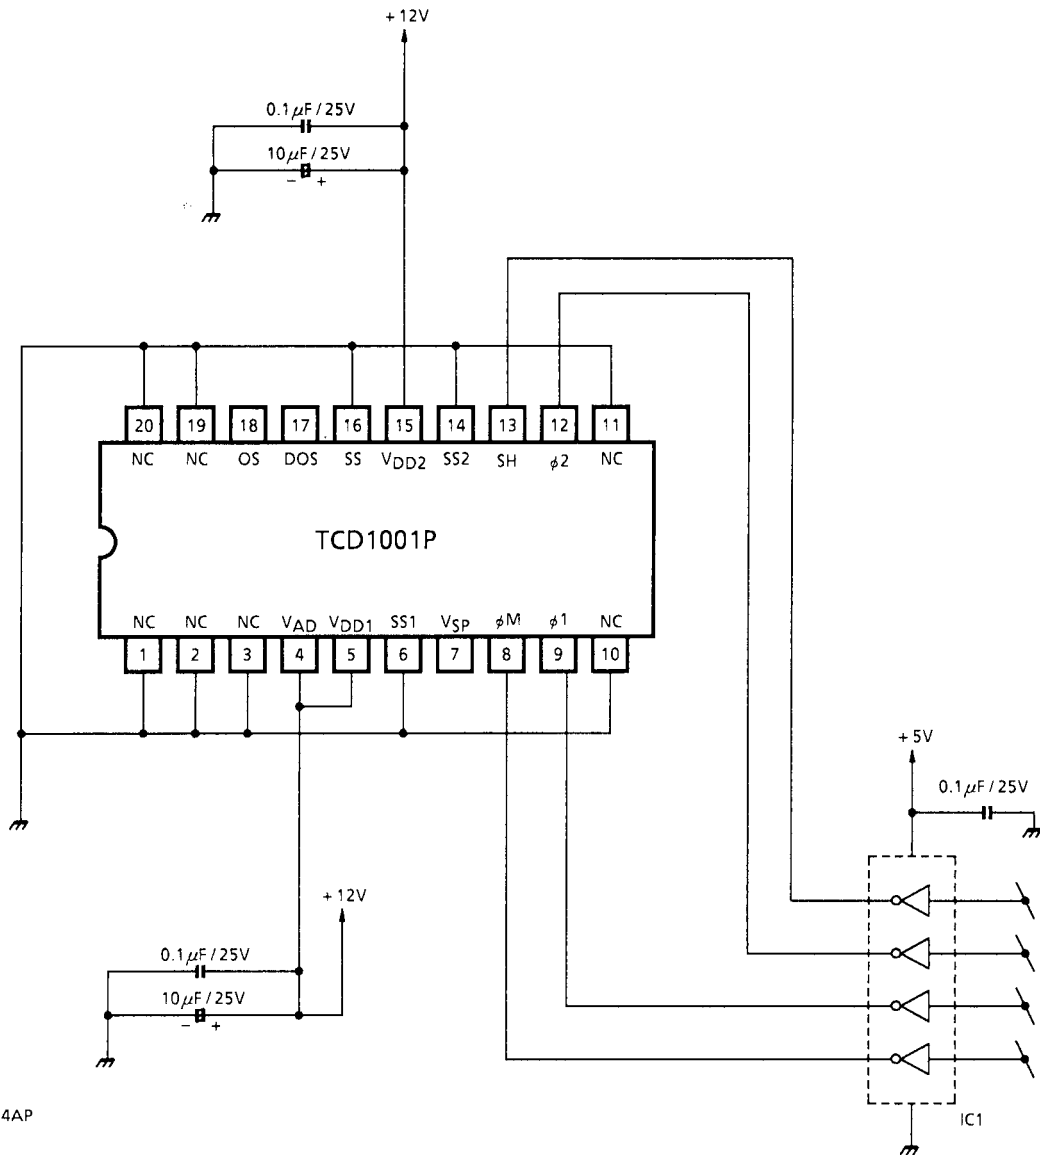 +12V
0.1μF/25V
10μF/25V
− +
20 19 18 17 16 15 14 13 12 11
NC NC OS DOS SS VDD2 SS2 SH ϕ2 NC
TCD1001P
NC NC NC VAD VDD1 SS1 VSP ϕM ϕ1 NC
1 2 3 4 5 6 7 8 9 10
+5V
0.1μF/25V
+12V
0.1μF/25V
10μF/25V
− +
4AP
IC1